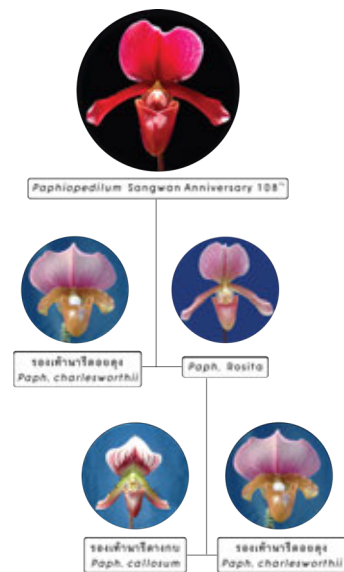 Paphiopedilum Sangwan Anniversary 108™
รองเท้านารีดอยตุง
Paph. charlesworthii
Paph. Rosita
รองเท้านารีคางกบ
Paph. callosum
รองเท้านารีดอยตุง
Paph. charlesworthii